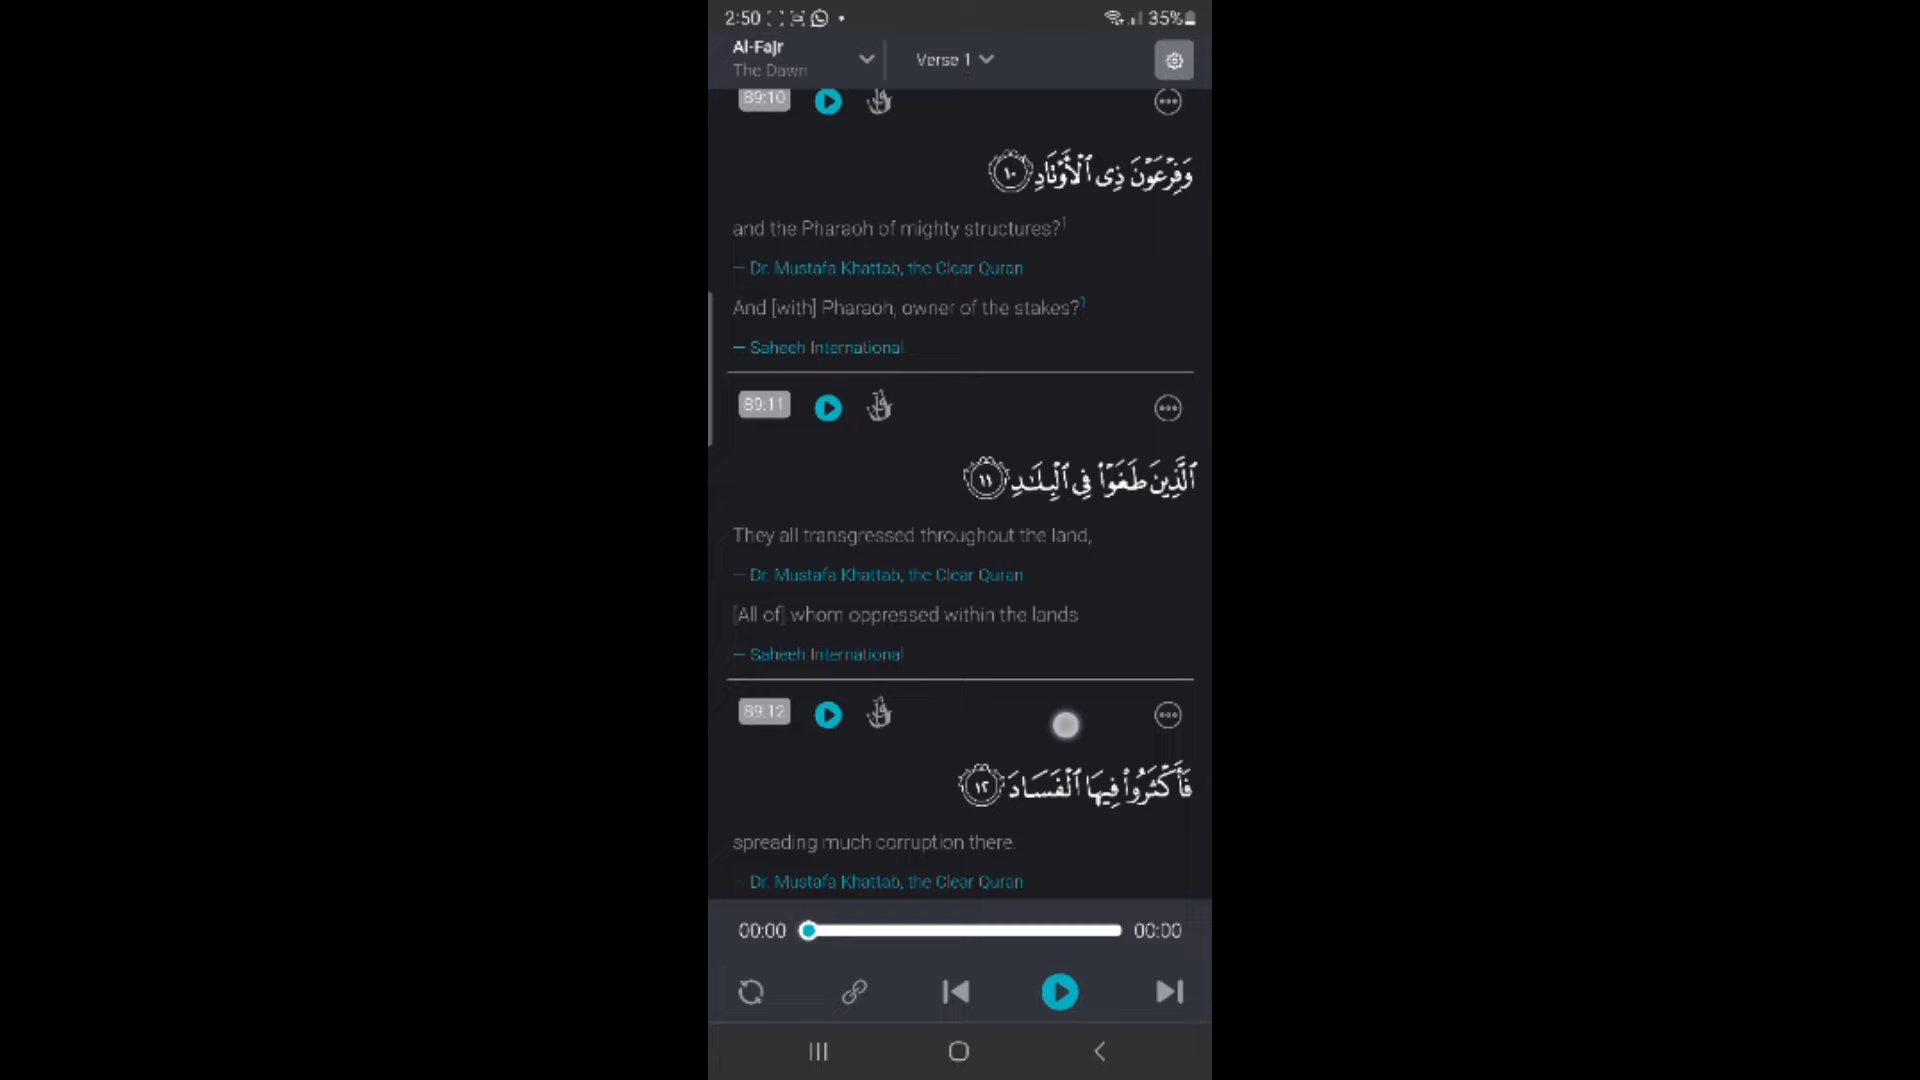 2:50 35%
Al-Fajr
The Dawn
Verse 1
89:10
وَفِرْعَوْنَ ذِى ٱلْأَوْتَادِ ١٠
and the Pharaoh of mighty structures?1
— Dr. Mustafa Khattab, the Clear Quran
And [with] Pharaoh, owner of the stakes?1
— Saheeh International
89:11
ٱلَّذِينَ طَغَوْا۟ فِى ٱلْبِلَـٰدِ ١١
They all transgressed throughout the land,
— Dr. Mustafa Khattab, the Clear Quran
[All of] whom oppressed within the lands
— Saheeh International
89:12
فَأَكْثَرُوا۟ فِيهَا ٱلْفَسَادَ ١٢
spreading much corruption there.
— Dr. Mustafa Khattab, the Clear Quran
00:00 00:00